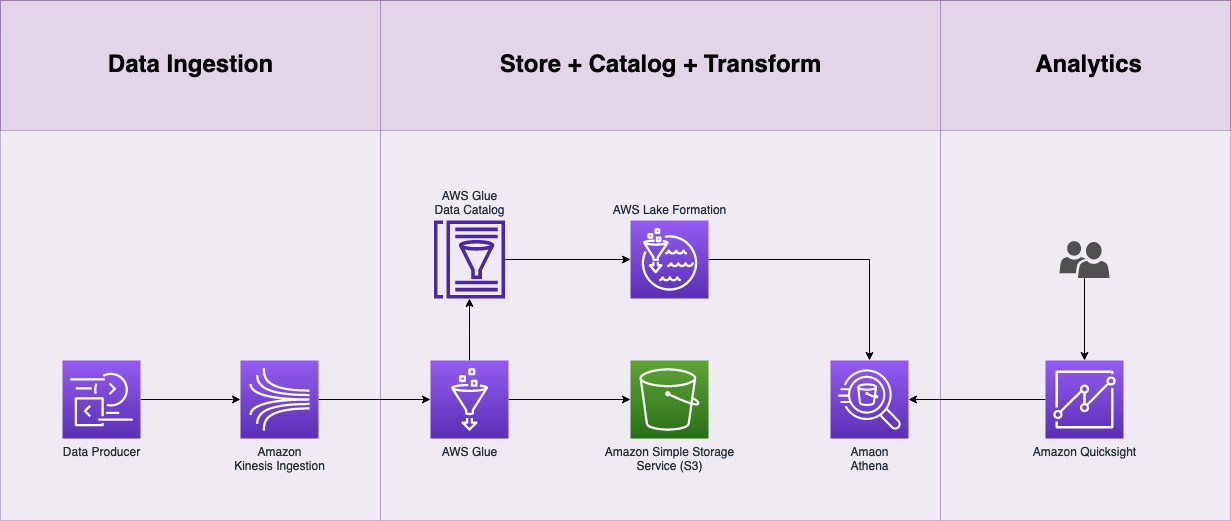 Data Ingestion
Store + Catalog + Transform
Analytics
AWS Glue
Data Catalog
AWS Lake Formation
Data Producer
Amazon
Kinesis Ingestion
AWS Glue
Amazon Simple Storage
Service (S3)
Amaon
Athena
Amazon Quicksight